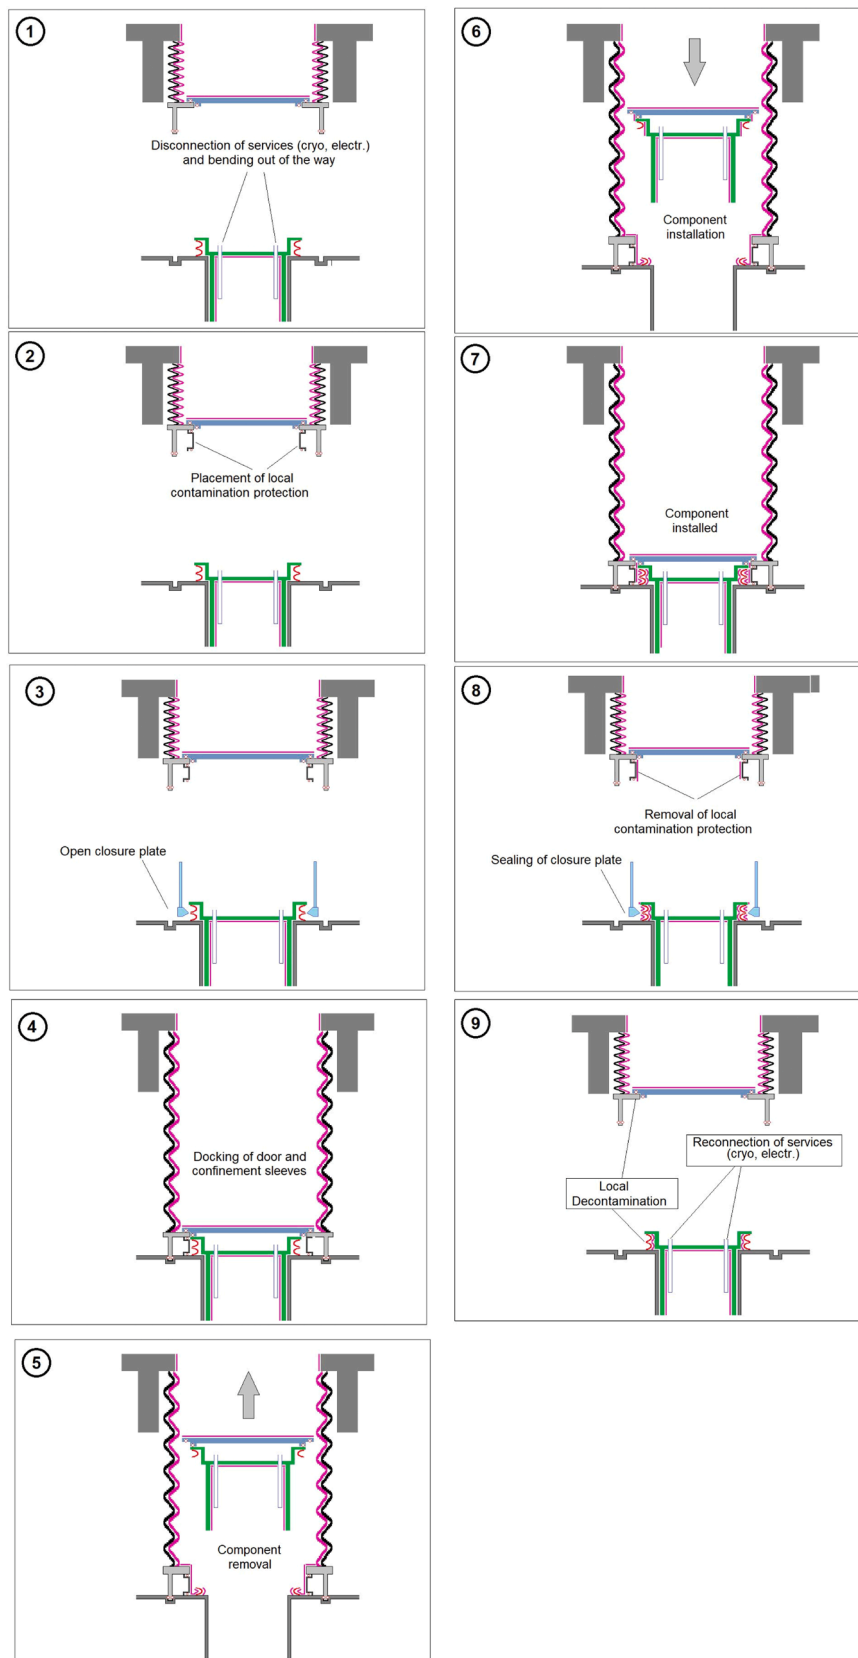 1
Disconnection of services (cryo, electr.)
and bending out of the way
2
Placement of local
contamination protection
3
Open closure plate
4
Docking of door and
confinement sleeves
5
Component
removal
6
Component
installation
7
Component
installed
8
Removal of local
contamination protection
Sealing of closure plate
9
Reconnection of services
(cryo, electr.)
Local
Decontamination